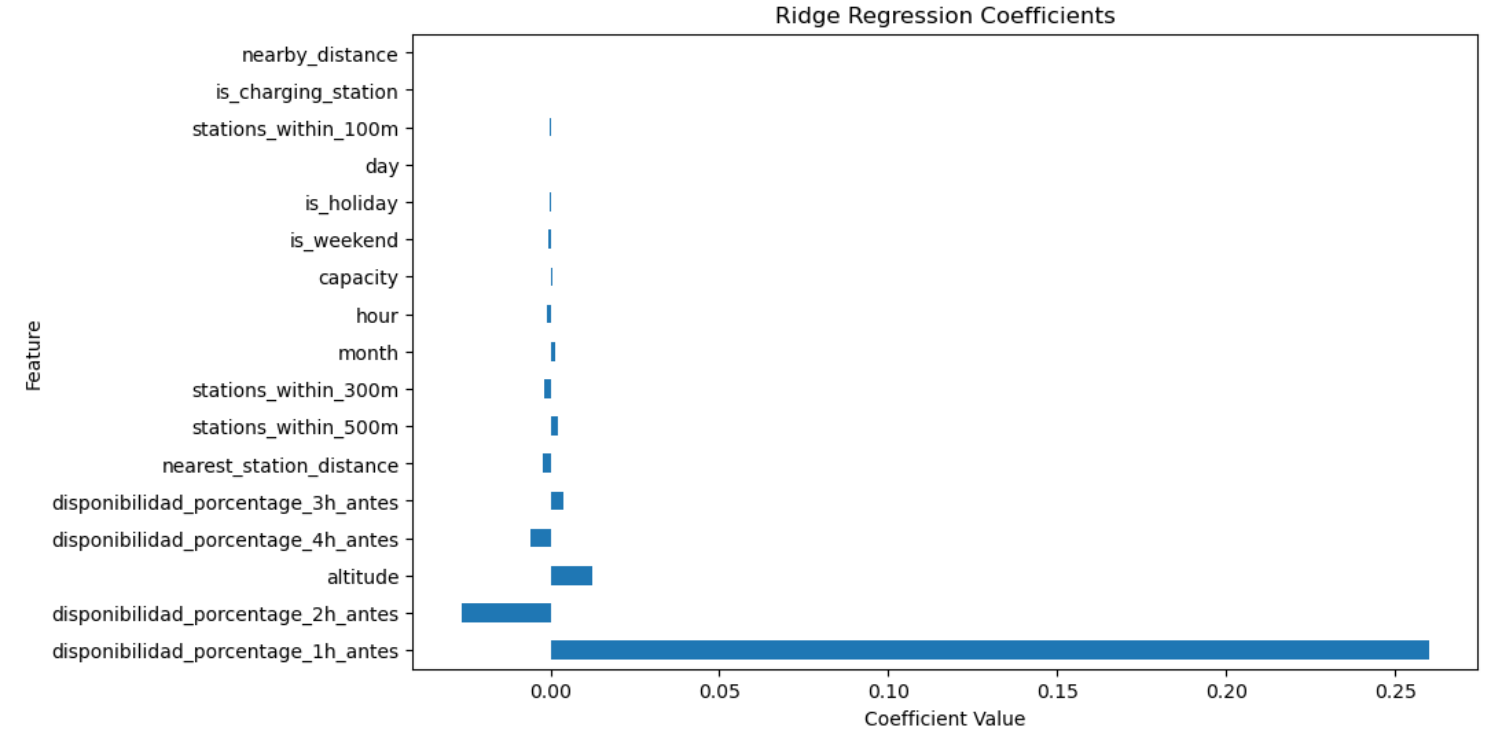 Ridge Regression Coefficients
nearby_distance
is_charging_station
stations_within_100m
day
is_holiday
is_weekend
capacity
hour
month
stations_within_300m
stations_within_500m
nearest_station_distance
disponibilidad_porcentage_3h_antes
disponibilidad_porcentage_4h_antes
altitude
disponibilidad_porcentage_2h_antes
disponibilidad_porcentage_1h_antes
Feature
0.00 0.05 0.10 0.15 0.20 0.25
Coefficient Value